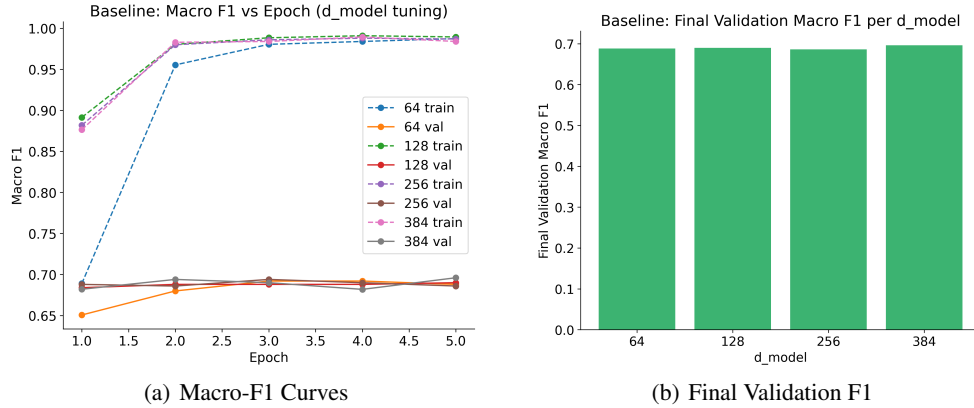 Baseline: Macro F1 vs Epoch (d_model tuning)
Macro F1
1.00
0.95
0.90
0.85
0.80
0.75
0.70
0.65
64 train
64 val
128 train
128 val
256 train
256 val
384 train
384 val
1.0 1.5 2.0 2.5 3.0 3.5 4.0 4.5 5.0
Epoch
(a) Macro-F1 Curves
Baseline: Final Validation Macro F1 per d_model
Final Validation Macro F1
0.7
0.6
0.5
0.4
0.3
0.2
0.1
0.0
64 128 256 384
d_model
(b) Final Validation F1